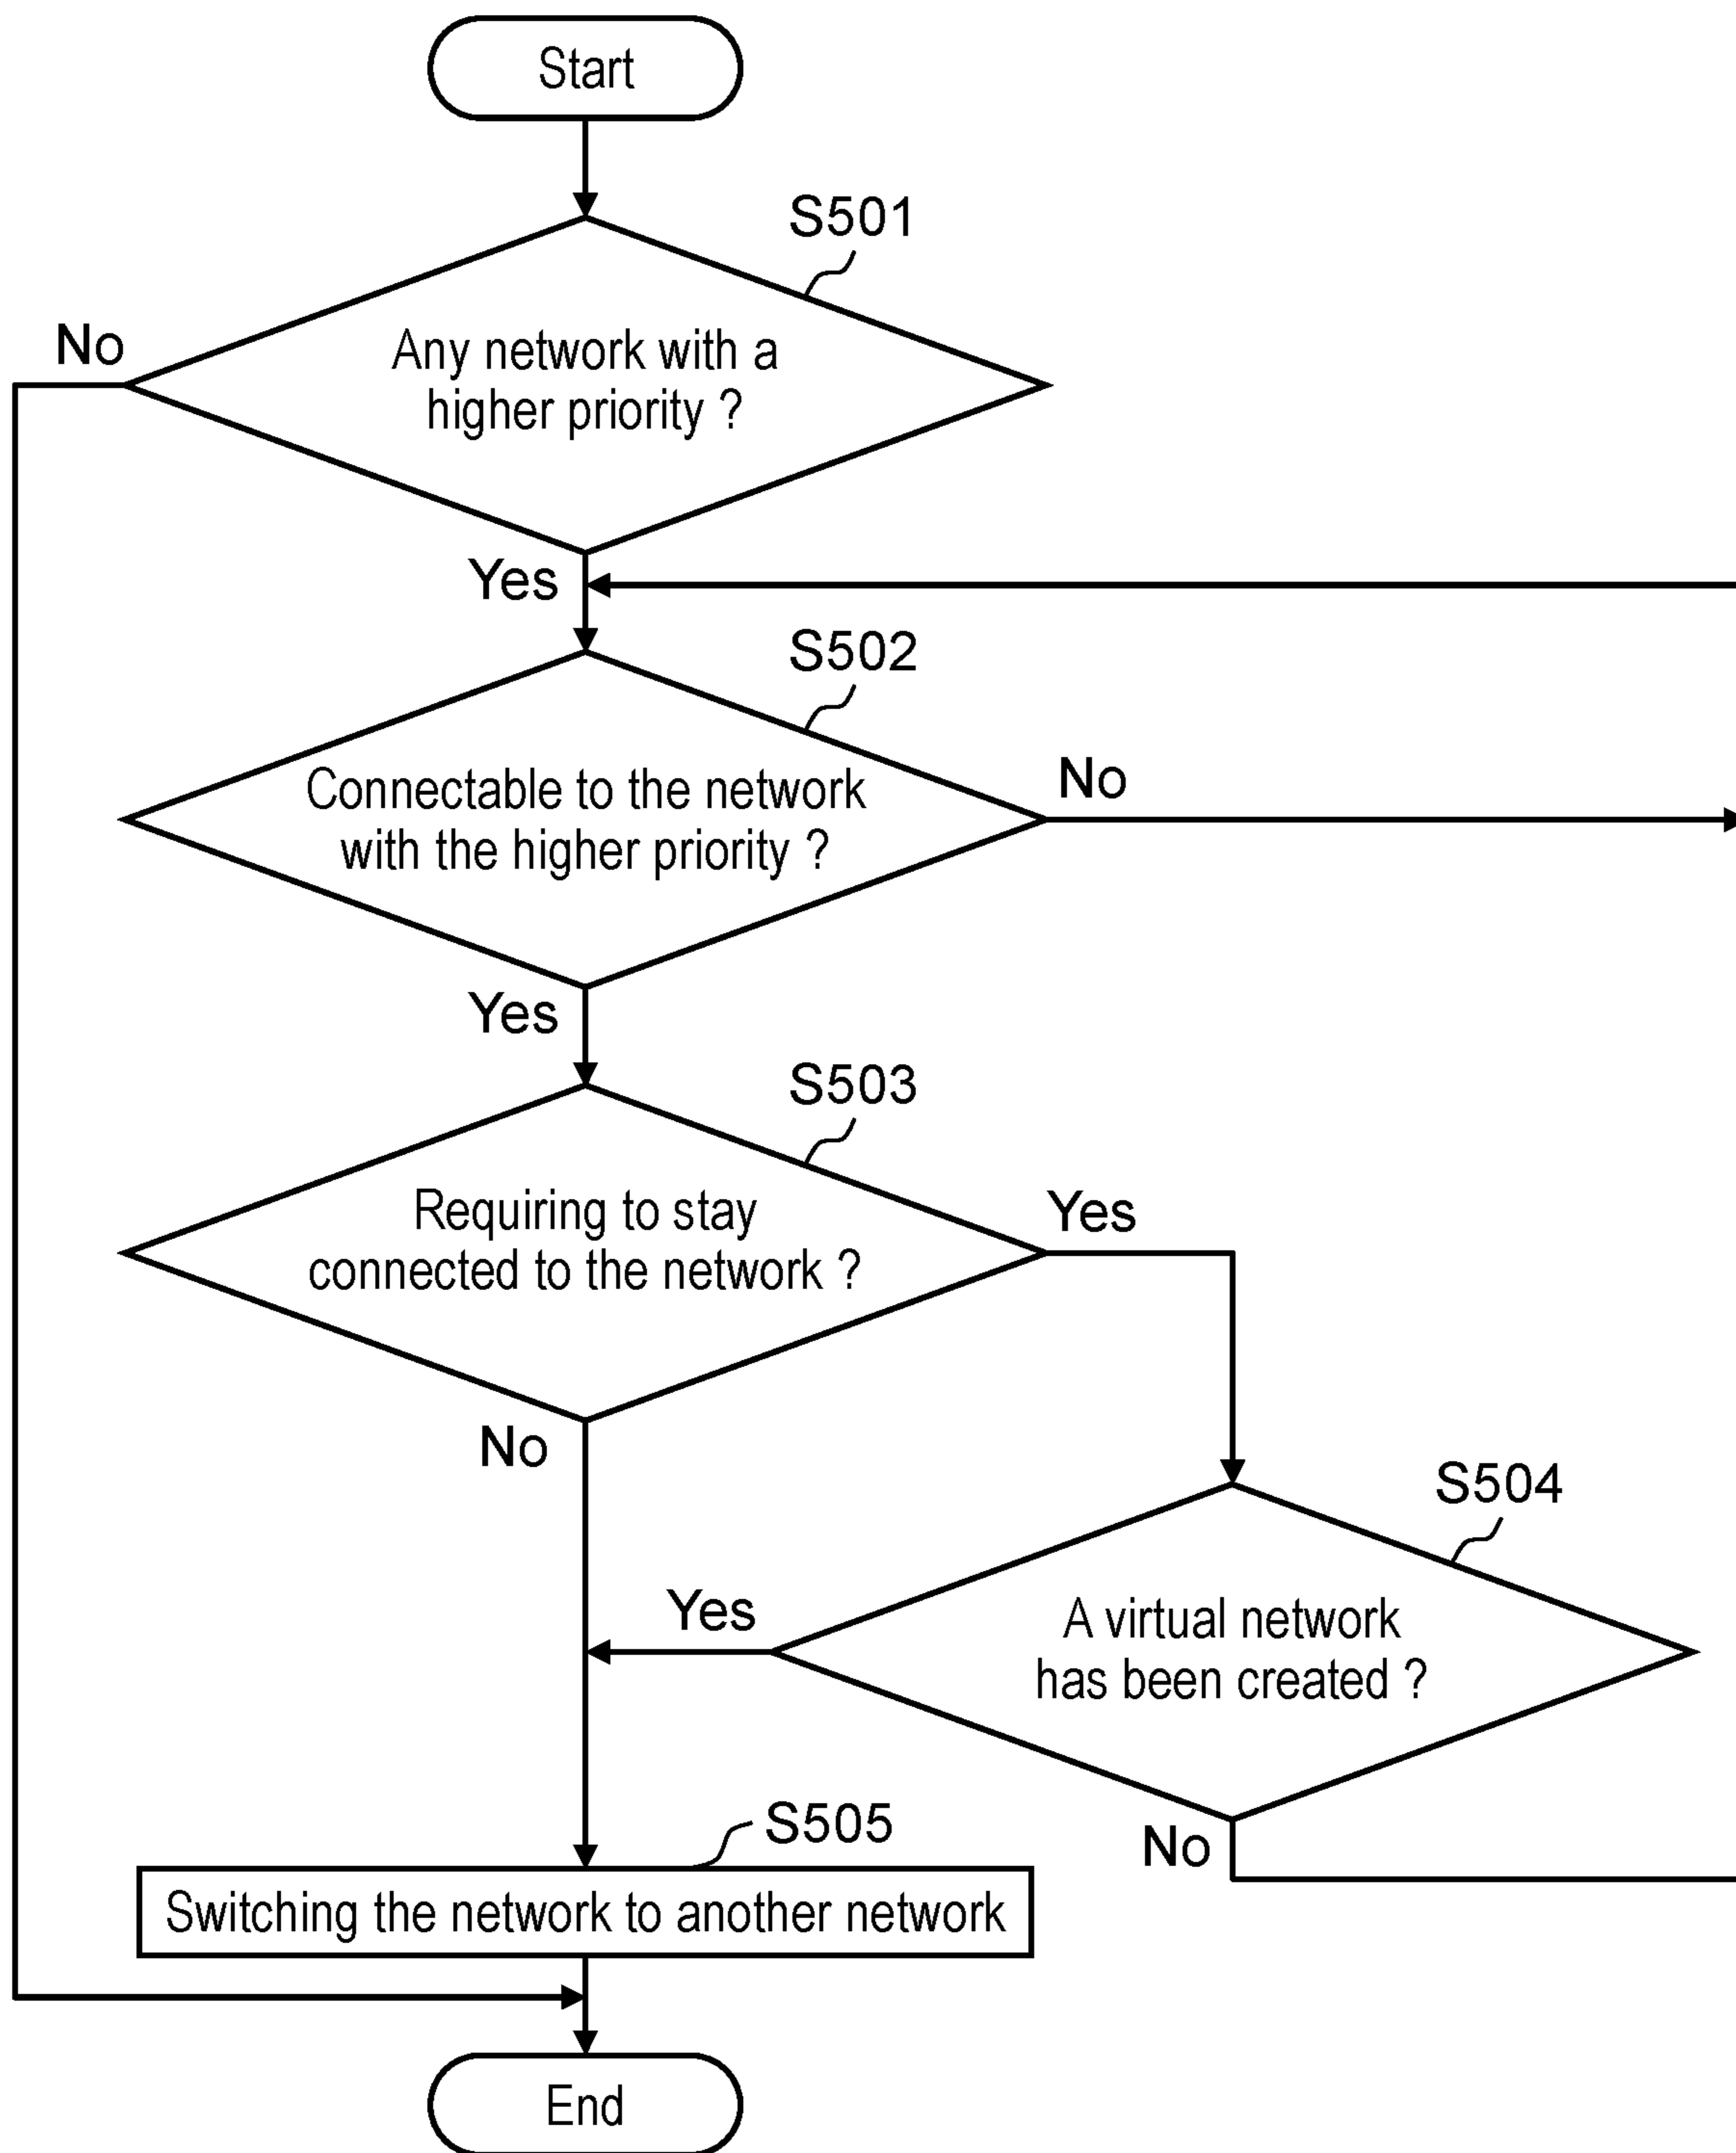 Start
S501
No
Any network with a
higher priority ?
Yes
S502
Connectable to the network
with the higher priority ?
No
Yes
S503
Requiring to stay
connected to the network ?
Yes
No
S504
Yes
A virtual network
has been created ?
S505
No
Switching the network to another network
End